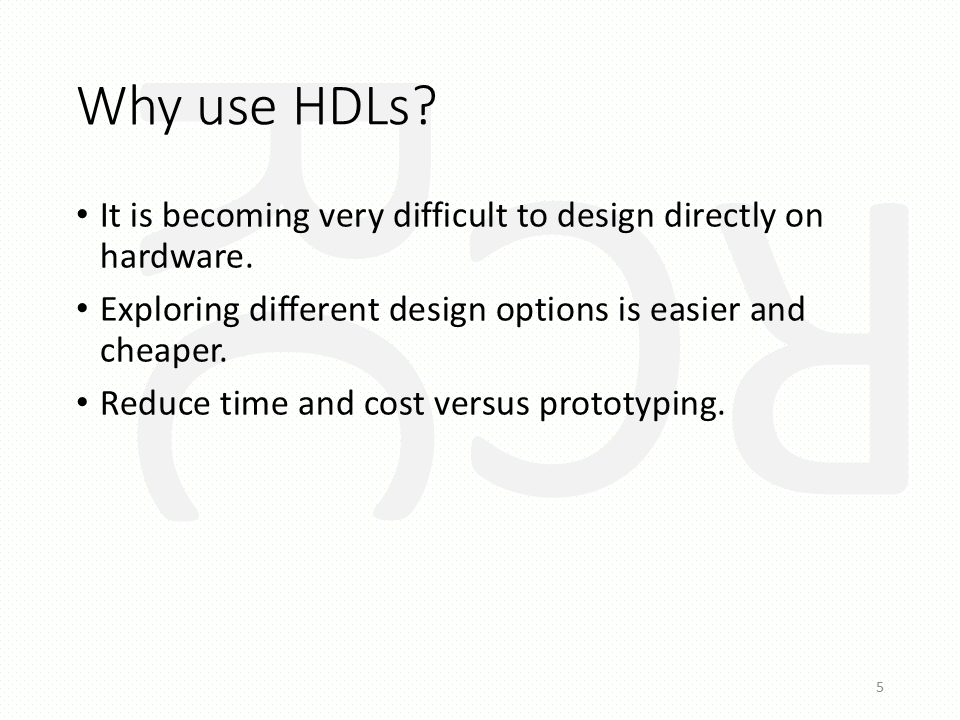 Why use HDLs?
• It is becoming very difficult to design directly on
hardware.
• Exploring different design options is easier and
cheaper.
• Reduce time and cost versus prototyping.
5